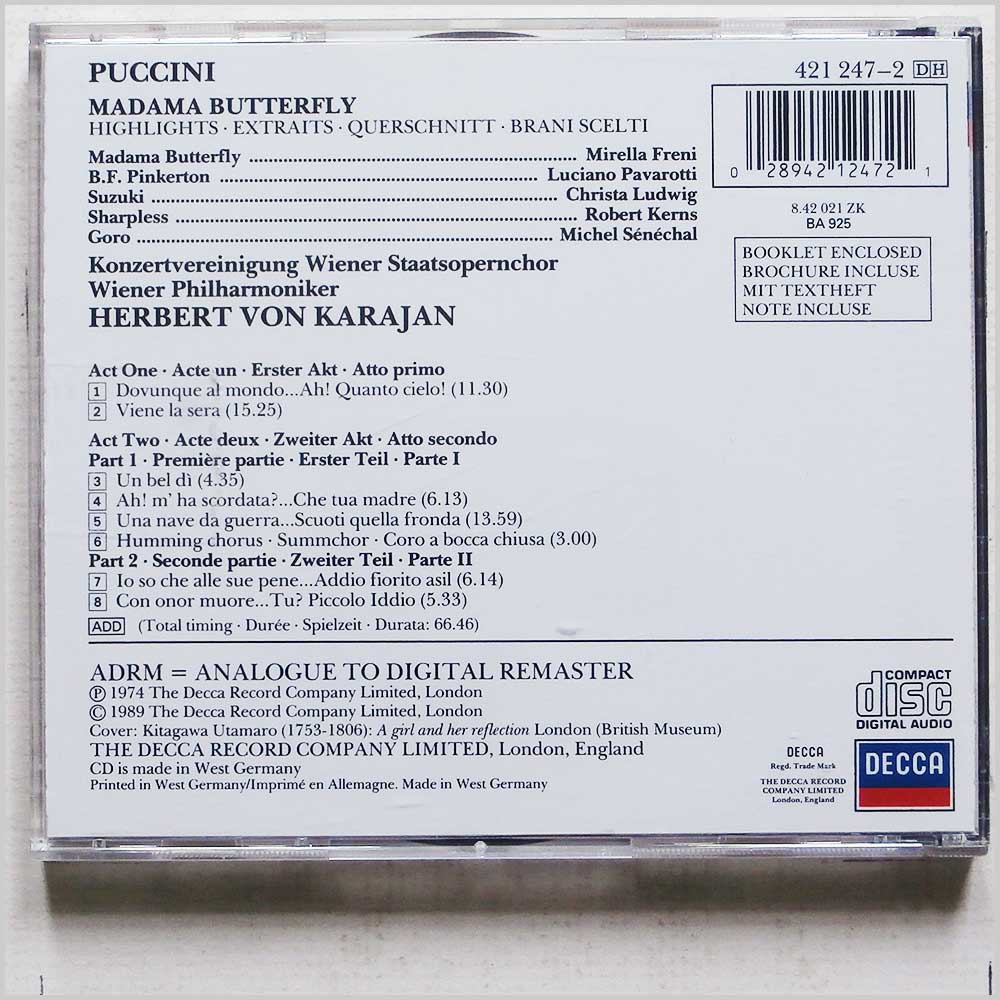 PUCCINI
421 247-2 DH
MADAMA BUTTERFLY
HIGHLIGHTS · EXTRAITS · QUERSCHNITT · BRANI SCELTI
Madama Butterfly ........ Mirella Freni
B.F. Pinkerton ........ Luciano Pavarotti
Suzuki ........ Christa Ludwig
Sharpless ........ Robert Kerns
Goro ........ Michel Sénéchal
0 28942 12472 1
8.42 021 ZK
BA 925
BOOKLET ENCLOSED
BROCHURE INCLUSE
MIT TEXTHEFT
NOTE INCLUSE
Konzertvereinigung Wiener Staatsopernchor
Wiener Philharmoniker
HERBERT VON KARAJAN
Act One · Acte un · Erster Akt · Atto primo
1 Dovunque al mondo...Ah! Quanto cielo! (11.30)
2 Viene la sera (15.25)
Act Two · Acte deux · Zweiter Akt · Atto secondo
Part 1 · Première partie · Erster Teil · Parte I
3 Un bel dì (4.35)
4 Ah! m' ha scordata?...Che tua madre (6.13)
5 Una nave da guerra...Scuoti quella fronda (13.59)
6 Humming chorus · Summchor · Coro a bocca chiusa (3.00)
Part 2 · Seconde partie · Zweiter Teil · Parte II
7 Io so che alle sue pene...Addio fiorito asil (6.14)
8 Con onor muore...Tu? Piccolo Iddio (5.33)
ADD (Total timing · Durée · Spielzeit · Durata: 66.46)
ADRM = ANALOGUE TO DIGITAL REMASTER
℗ 1974 The Decca Record Company Limited, London
© 1989 The Decca Record Company Limited, London
Cover: Kitagawa Utamaro (1753-1806): A girl and her reflection London (British Museum)
THE DECCA RECORD COMPANY LIMITED, London, England
CD is made in West Germany
Printed in West Germany/Imprimé en Allemagne. Made in West Germany
COMPACT
disc
DIGITAL AUDIO
DECCA
Regd. Trade Mark
THE DECCA RECORD
COMPANY LIMITED
London, England
DECCA